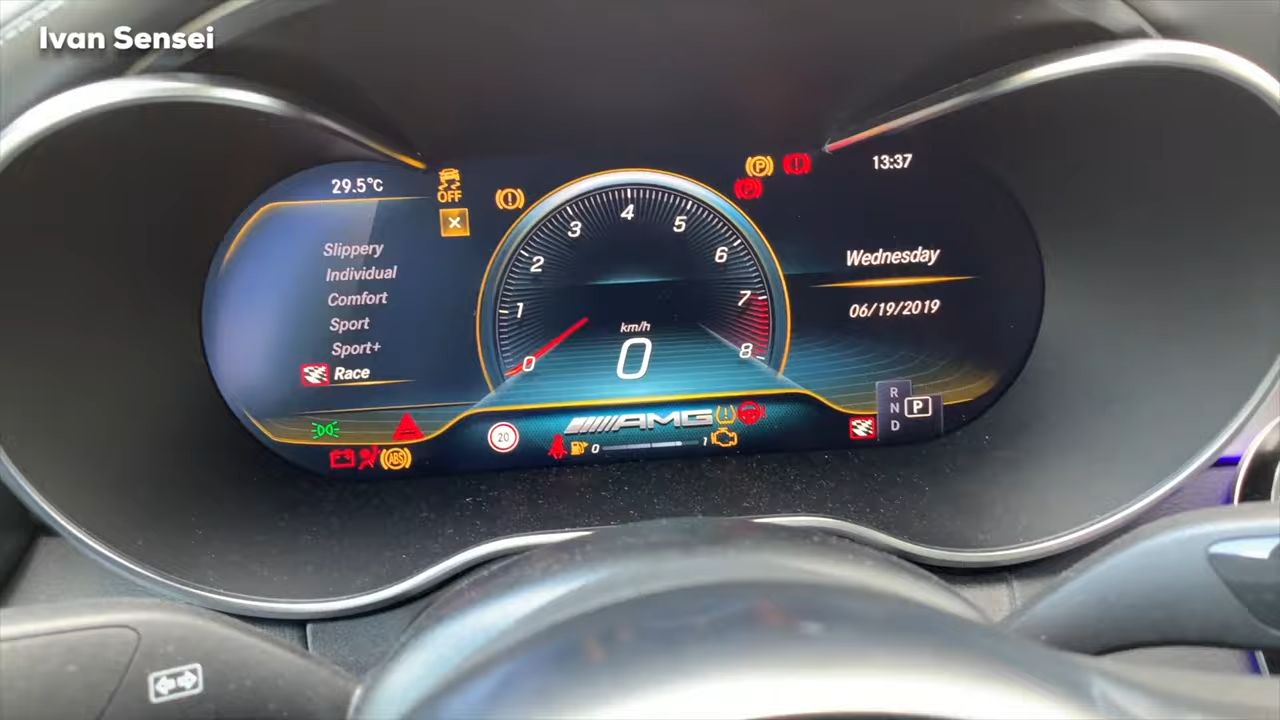 Ivan Sensei
29.5°C
OFF
P
P
13:37
Slippery
Individual
Comfort
Sport
Sport+
Race
0
1
2
3
4
5
6
7
8
km/h
0
Wednesday
06/19/2019
AMG
20
0
1
ABS
R
N P
D